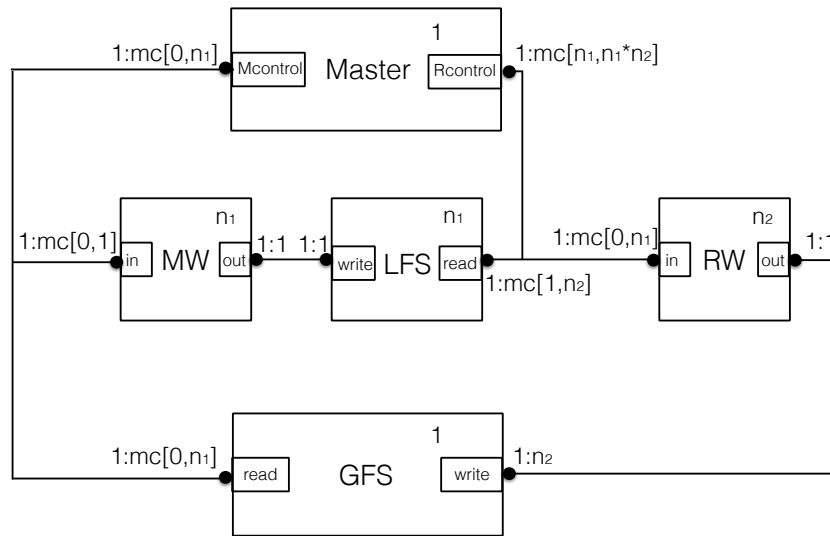 1
1:mc[0,n₁]
Mcontrol
Master
Rcontrol
1:mc[n₁,n₁*n₂]
n₁
1:mc[0,1]
in
MW
out
1:1
1:1
n₁
write
LFS
read
1:mc[1,n₂]
1:mc[0,n₁]
n₂
in
RW
out
1:1
1
1:mc[0,n₁]
read
GFS
write
1:n₂